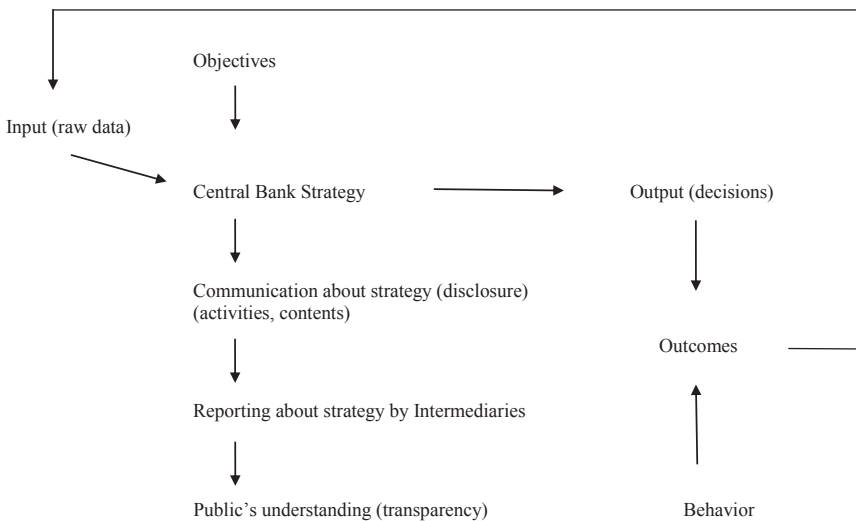 Objectives
Input (raw data)
Central Bank Strategy
Output (decisions)
Communication about strategy (disclosure)
(activities, contents)
Outcomes
Reporting about strategy by Intermediaries
Public’s understanding (transparency)
Behavior